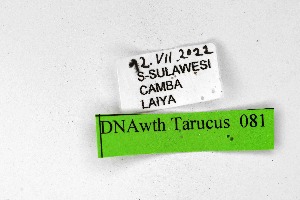 12. VII. 2022
S-SULAWESI
CAMBA
LAIYA
DNAwth Tarucus 081